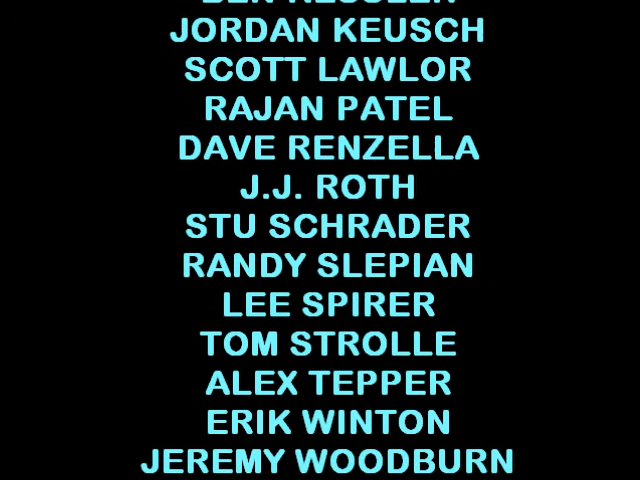 JORDAN KEUSCH
SCOTT LAWLOR
RAJAN PATEL
DAVE RENZELLA
J.J. ROTH
STU SCHRADER
RANDY SLEPIAN
LEE SPIRER
TOM STROLLE
ALEX TEPPER
ERIK WINTON
JEREMY WOODBURN